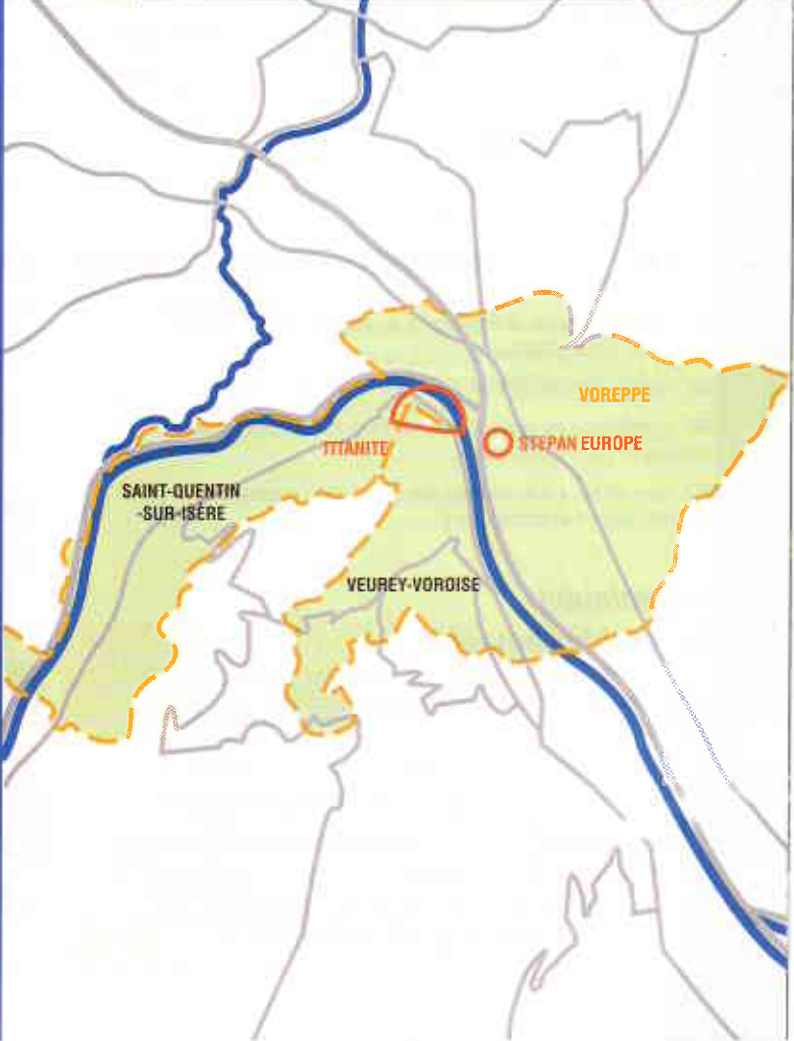 VOREPPE
STEPAN EUROPE
TITANITE
SAINT-QUENTIN
-SUR-ISÈRE
VEUREY-VOROISE